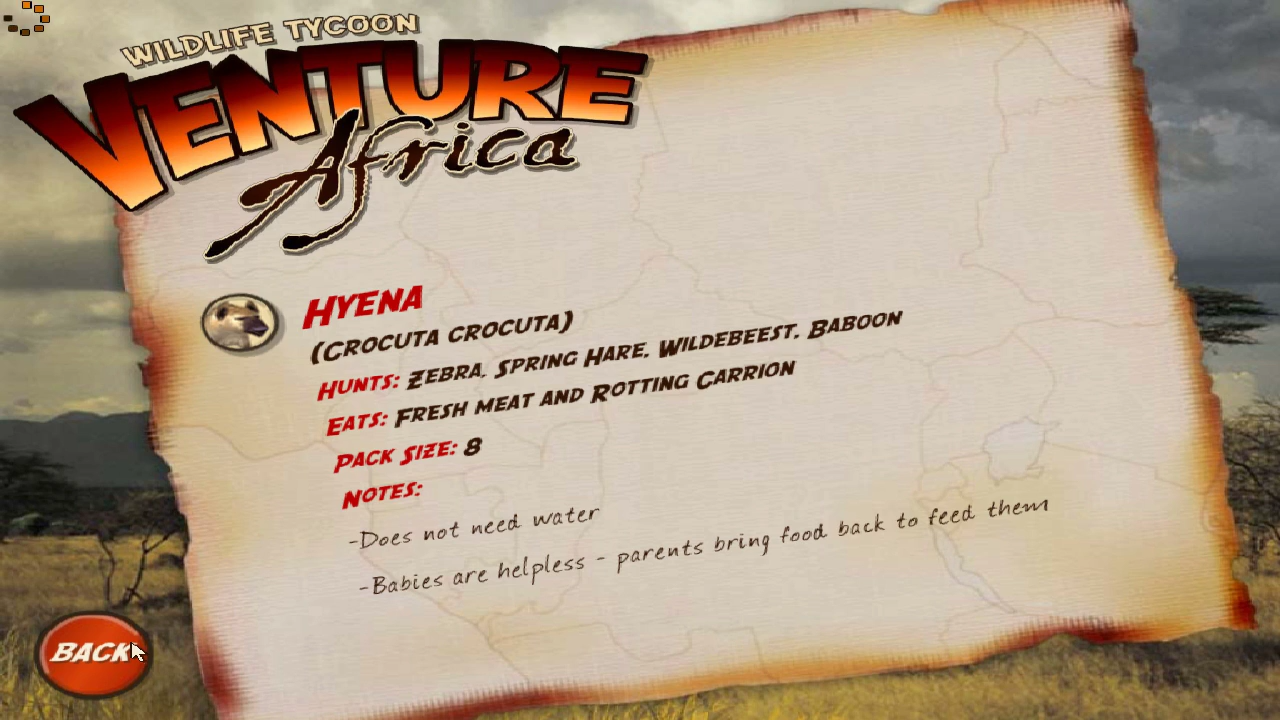 WILDLIFE TYCOON
VENTURE
Africa
HYENA
(CROCUTA CROCUTA)
HUNTS: ZEBRA, SPRING HARE, WILDEBEEST, BABOON
EATS: FRESH MEAT AND ROTTING CARRION
PACK SIZE: 8
NOTES:
-Does not need water
-Babies are helpless - parents bring food back to feed them
BACK